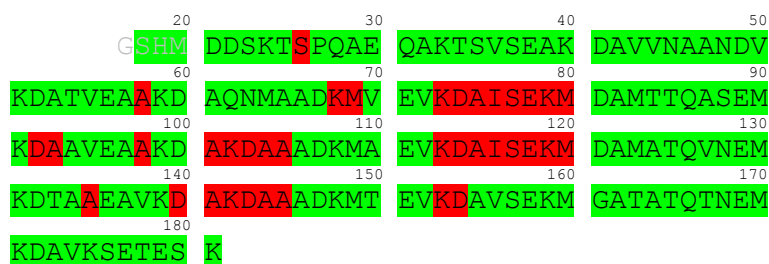 20 30 40 50
GSHM DDSKTSPQAE QAKTSVSEAK DAVVNAANDV
60 70 80 90
KDATVEAAKD AQNMAADKMV EVKDAISEKM DAMTTQASEM
100 110 120 130
KDAAVEAAKD AKDAAADKMA EVKDAISEKM DAMATQVNEM
140 150 160 170
KDTAAEAVKD AKDAAADKMT EVKDAVSEKM GATATQTNEM
180
KDAVKSETES K